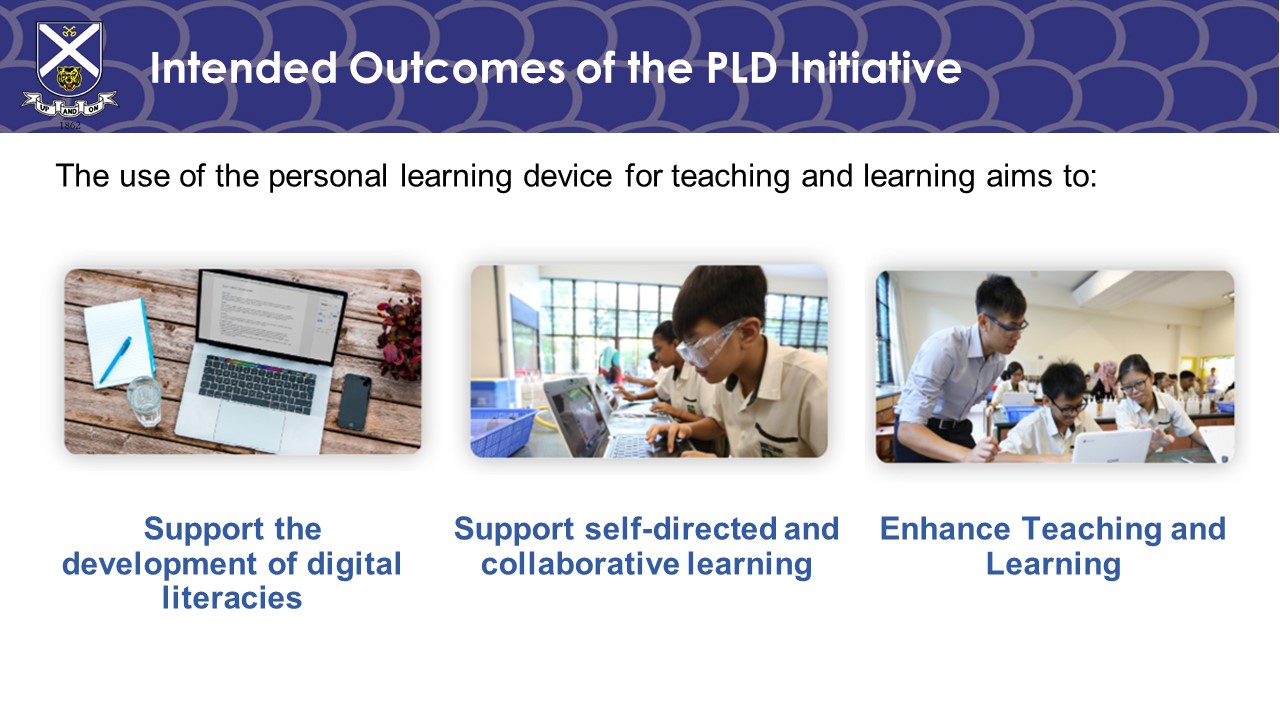 Intended Outcomes of the PLD Initiative
UP AND ON
1862
The use of the personal learning device for teaching and learning aims to:
Support the
development of digital
literacies
Support self-directed and
collaborative learning
Enhance Teaching and
Learning